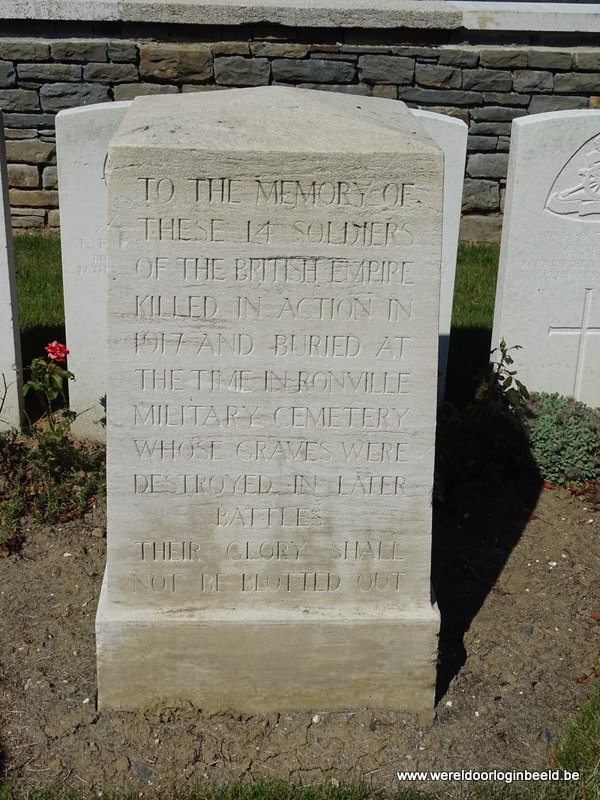 TO THE MEMORY OF
THESE 14 SOLDIERS
OF THE BRITISH EMPIRE
KILLED IN ACTION IN
1917 AND BURIED AT
THE TIME IN RONVILLE
MILITARY CEMETERY
WHOSE GRAVES WERE
DESTROYED IN LATER
BATTLES
THEIR GLORY SHALL
NOT BE BLOTTED OUT
www.wereldoorloginbeeld.be